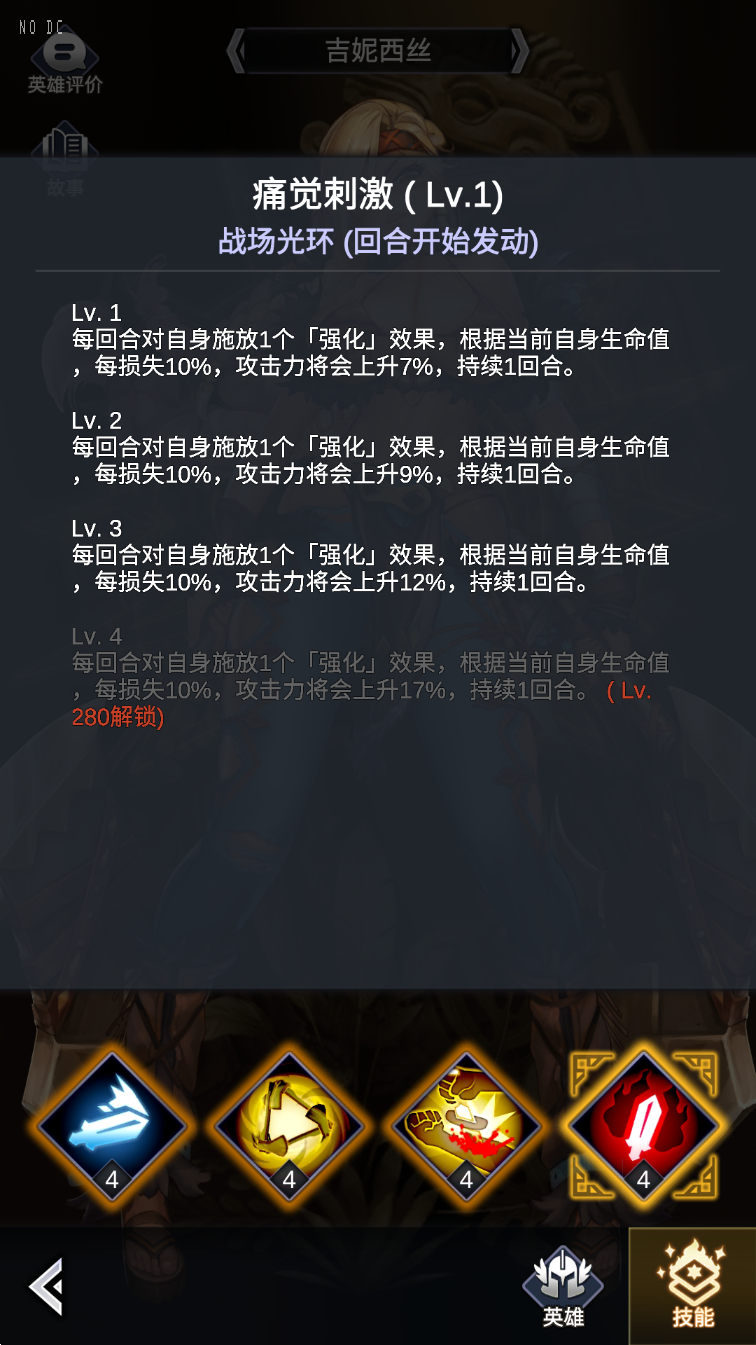 NO DC
英雄评价
吉妮西丝
故事
痛觉刺激 ( Lv.1)
战场光环 (回合开始发动)
Lv. 1
每回合对自身施放1个「强化」效果，根据当前自身生命值
，每损失10%，攻击力将会上升7%，持续1回合。
Lv. 2
每回合对自身施放1个「强化」效果，根据当前自身生命值
，每损失10%，攻击力将会上升9%，持续1回合。
Lv. 3
每回合对自身施放1个「强化」效果，根据当前自身生命值
，每损失10%，攻击力将会上升12%，持续1回合。
Lv. 4
每回合对自身施放1个「强化」效果，根据当前自身生命值
，每损失10%，攻击力将会上升17%，持续1回合。 ( Lv.
280解锁)
4 4 4 4
英雄 技能